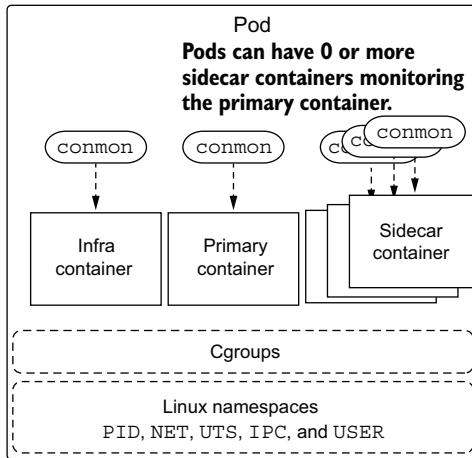 Pod
Pods can have 0 or more
sidecar containers monitoring
the primary container.
conmon
conmon
conmon
Infra
container
Primary
container
Sidecar
container
Cgroups
Linux namespaces
PID, NET, UTS, IPC, and USER